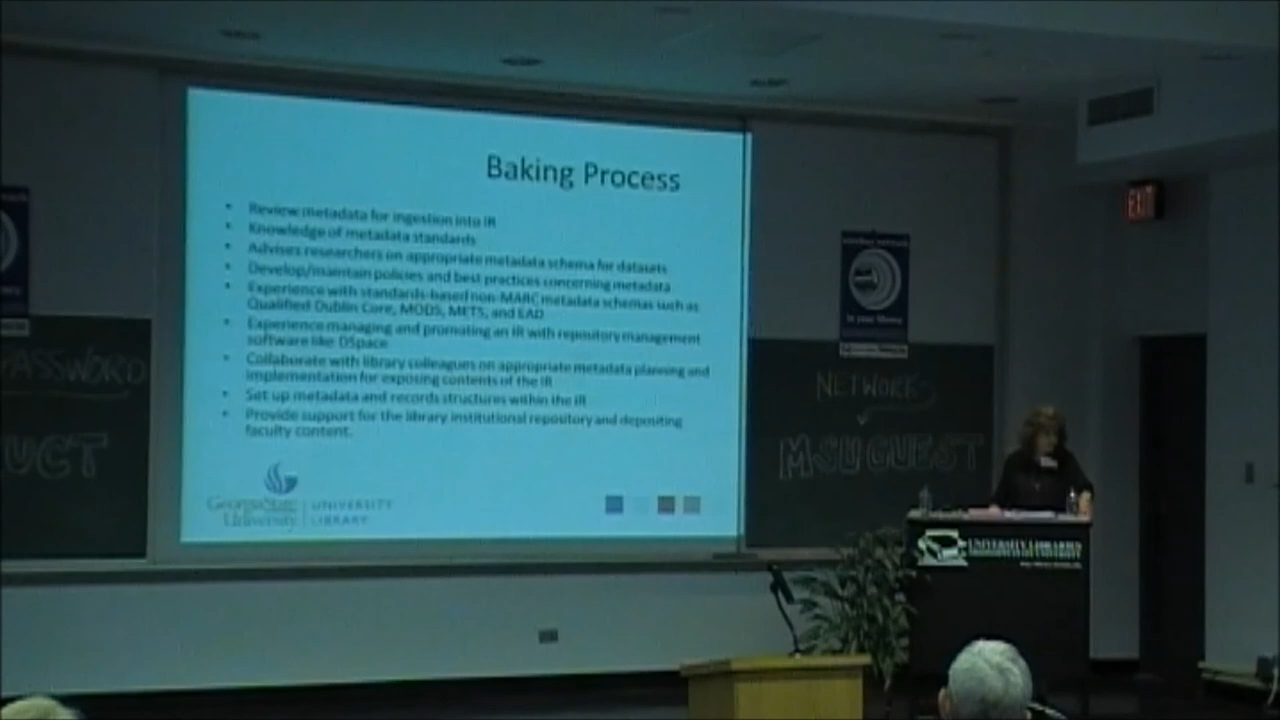 Baking Process
• Review metadata for ingestion into IR
• Knowledge of metadata standards
• Advises researchers on appropriate metadata schema for datasets
• Develop/maintain policies and best practices concerning metadata
• Experience with standards-based non-MARC metadata schemas such as
Qualified Dublin Core, MODS, METS, and EAD
• Experience managing and promoting an IR with repository management
software like DSpace
• Collaborate with library colleagues on appropriate metadata planning and
implementation for exposing contents of the IR
• Set up metadata and records structures within the IR
• Provide support for the library institutional repository and depositing
faculty content.
GeorgiaState
University
UNIVERSITY
LIBRARY
PASSWORD
UCT
NETWORK
MSUGUEST
EXIT
UNIVERSITY LIBRARIES